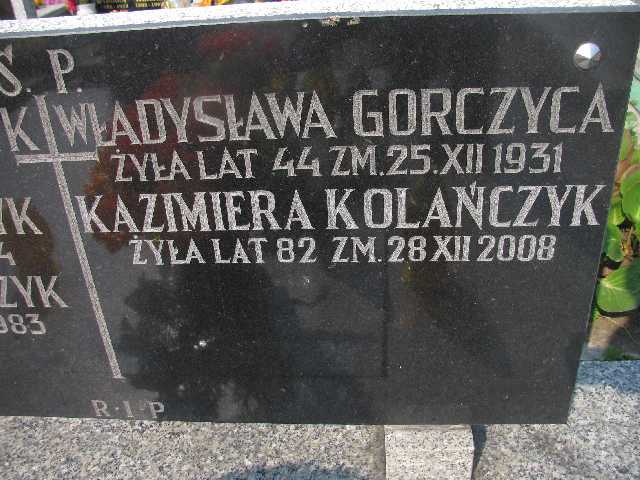 Ś. P.
WŁADYSŁAWA GORCZYCA
ŻYŁA LAT 44 ZM. 25. XII 1931
KAZIMIERA KOLAŃCZYK
ŻYŁA LAT 82 ZM. 28 XII 2008
R. I. P